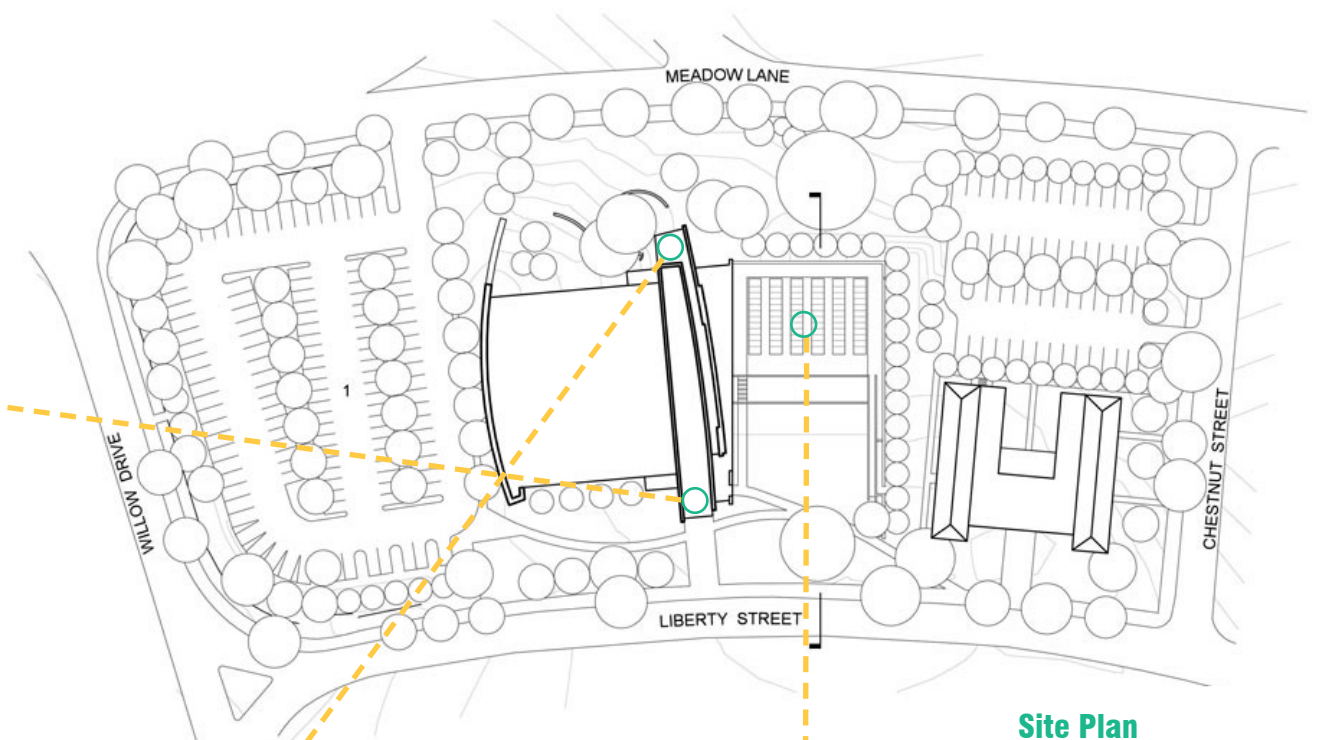 MEADOW LANE
1
WILLOW DRIVE
CHESTNUT STREET
LIBERTY STREET
Site Plan